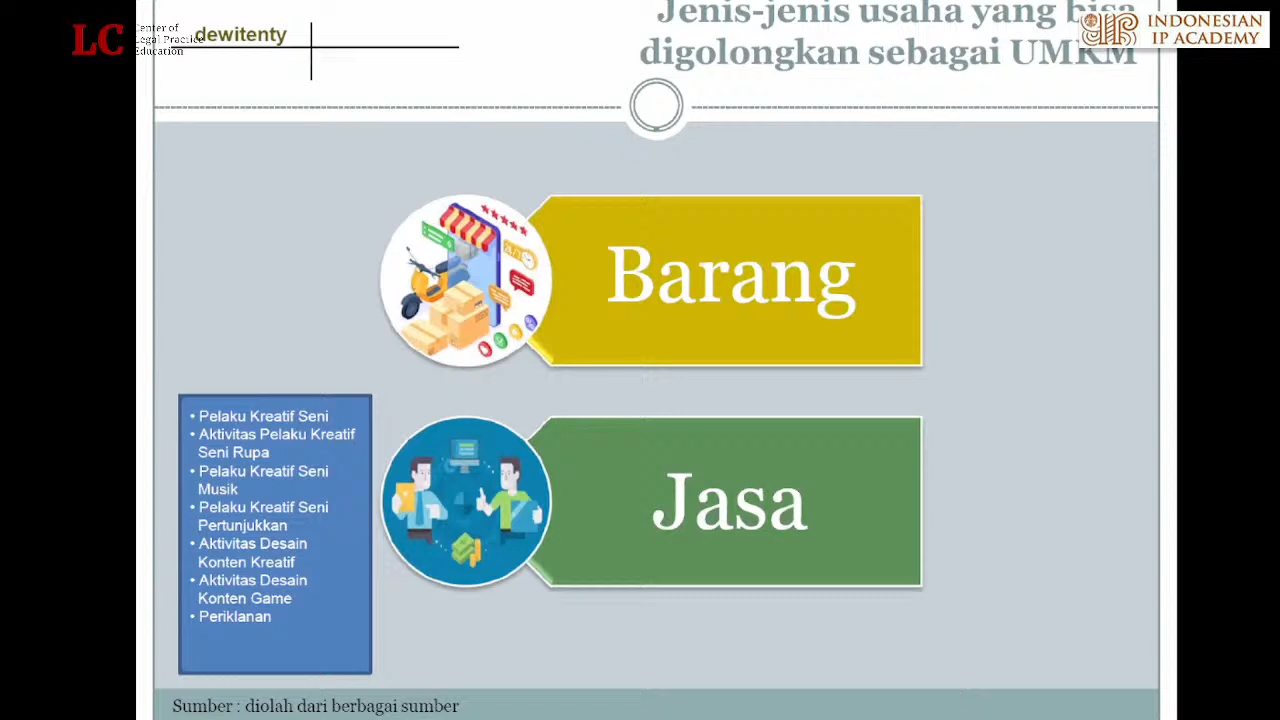 LC
Center of
Legal Practice
Education
dewitenty
Jenis-jenis usaha yang bisa
digolongkan sebagai UMKM
INDONESIAN
IP ACADEMY
Barang
• Pelaku Kreatif Seni
• Aktivitas Pelaku Kreatif
Seni Rupa
• Pelaku Kreatif Seni
Musik
• Pelaku Kreatif Seni
Pertunjukkan
• Aktivitas Desain
Konten Kreatif
• Aktivitas Desain
Konten Game
• Periklanan
Jasa
Sumber : diolah dari berbagai sumber